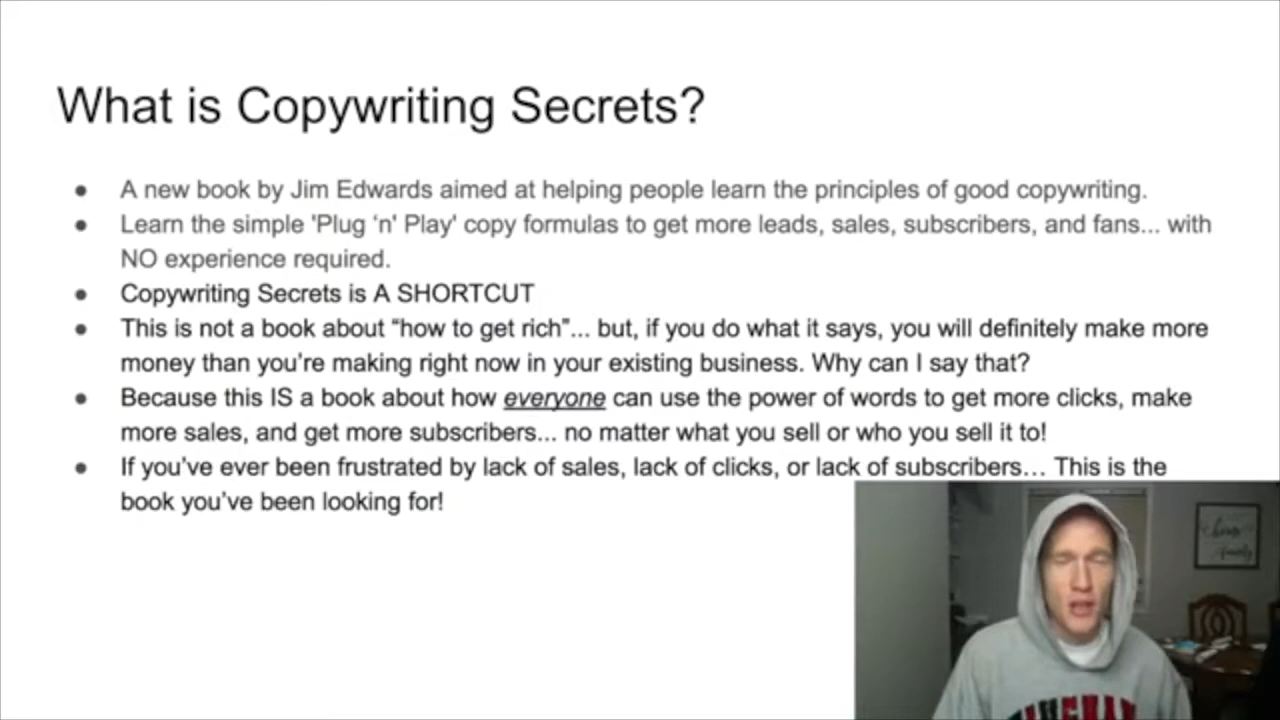 What is Copywriting Secrets?
● A new book by Jim Edwards aimed at helping people learn the principles of good copywriting.
● Learn the simple 'Plug ‘n’ Play' copy formulas to get more leads, sales, subscribers, and fans... with
NO experience required.
● Copywriting Secrets is A SHORTCUT
● This is not a book about “how to get rich”... but, if you do what it says, you will definitely make more
money than you’re making right now in your existing business. Why can I say that?
● Because this IS a book about how everyone can use the power of words to get more clicks, make
more sales, and get more subscribers... no matter what you sell or who you sell it to!
● If you’ve ever been frustrated by lack of sales, lack of clicks, or lack of subscribers… This is the
book you’ve been looking for!